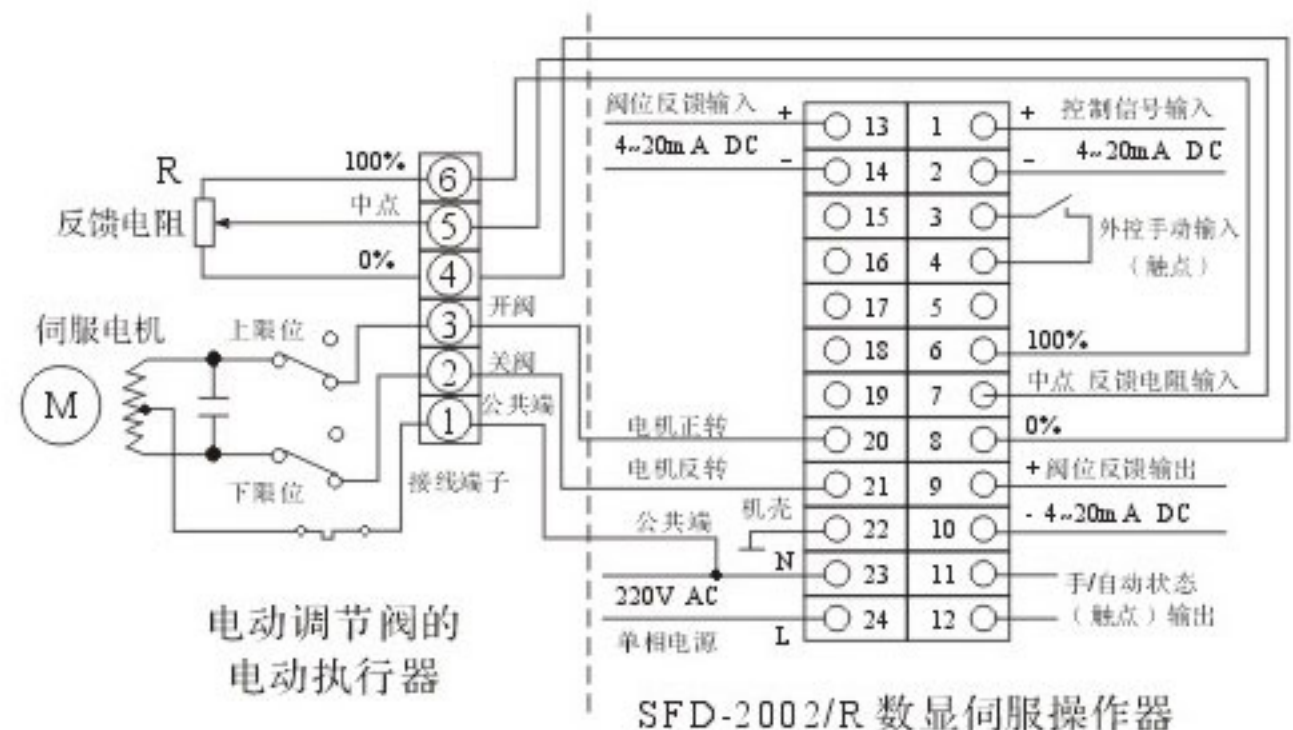 R
反馈电阻
100%
中点
0%
6
5
4
3
2
1
开阀
关阀
公共端
接线端子
伺服电机
M
上限位
下限位
电动调节阀的
电动执行器
阀位反馈输入 +
4~20mA DC -
13 1
14 2
15 3
16 4
17 5
18 6
19 7
20 8
21 9
22 10
23 11
24 12
+ 控制信号输入
- 4~20mA DC
外控手动输入
(触点)
100%
中点 反馈电阻输入
0%
+阀位反馈输出
- 4~20mA DC
手/自动状态
(触点)输出
电机正转
电机反转
机壳
公共端
N
220V AC
单相电源 L
SFD-2002/R 数显伺服操作器